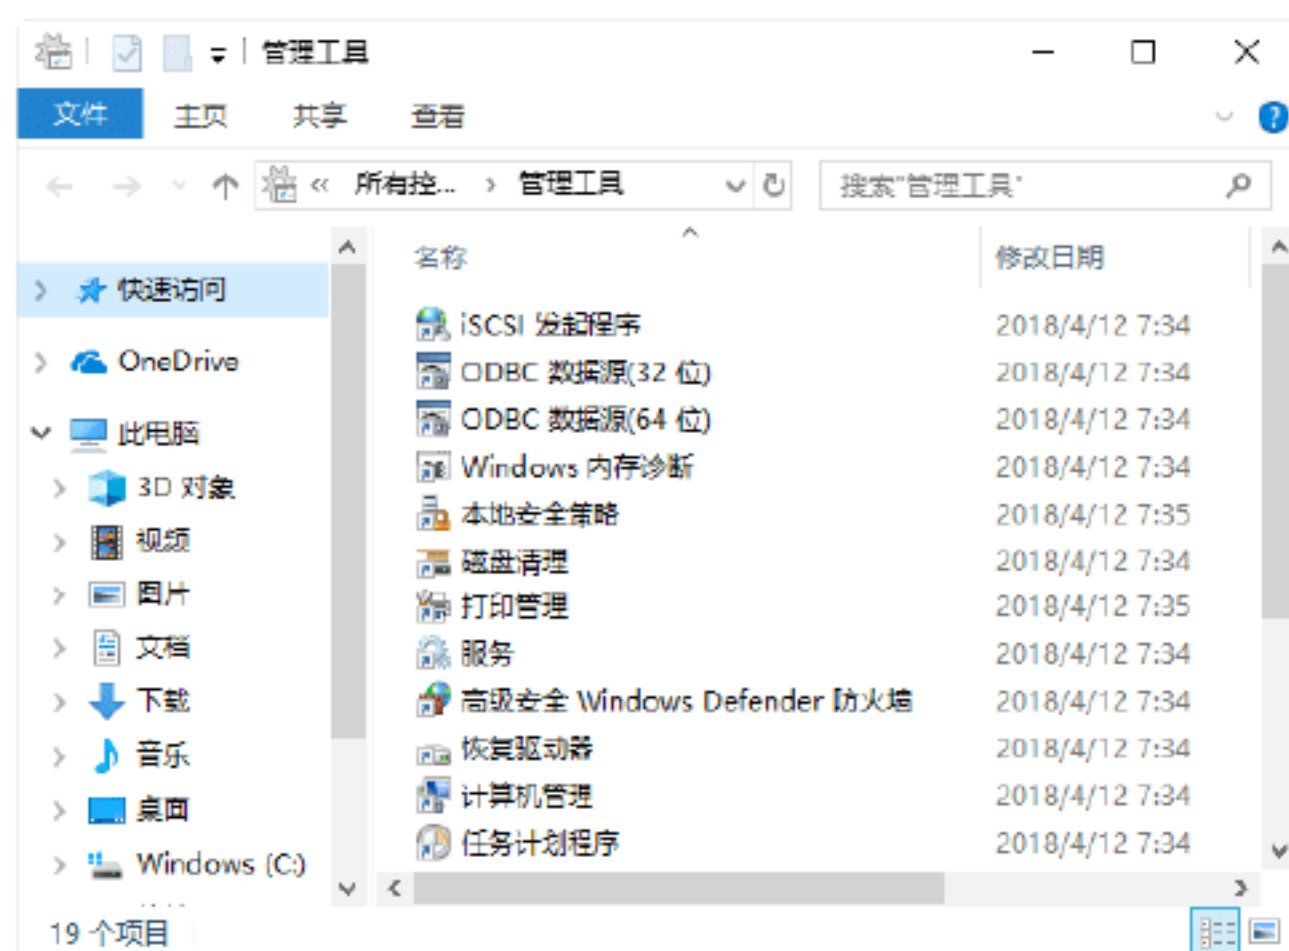 管理工具
文件 主页 共享 查看
« 所有控... › 管理工具 搜索"管理工具"
快速访问
OneDrive
此电脑
3D 对象
视频
图片
文档
下载
音乐
桌面
Windows (C:)
名称 修改日期
iSCSI 发起程序 2018/4/12 7:34
ODBC 数据源(32 位) 2018/4/12 7:34
ODBC 数据源(64 位) 2018/4/12 7:34
Windows 内存诊断 2018/4/12 7:34
本地安全策略 2018/4/12 7:35
磁盘清理 2018/4/12 7:34
打印管理 2018/4/12 7:35
服务 2018/4/12 7:34
高级安全 Windows Defender 防火墙 2018/4/12 7:34
恢复驱动器 2018/4/12 7:34
计算机管理 2018/4/12 7:34
任务计划程序 2018/4/12 7:34
19 个项目